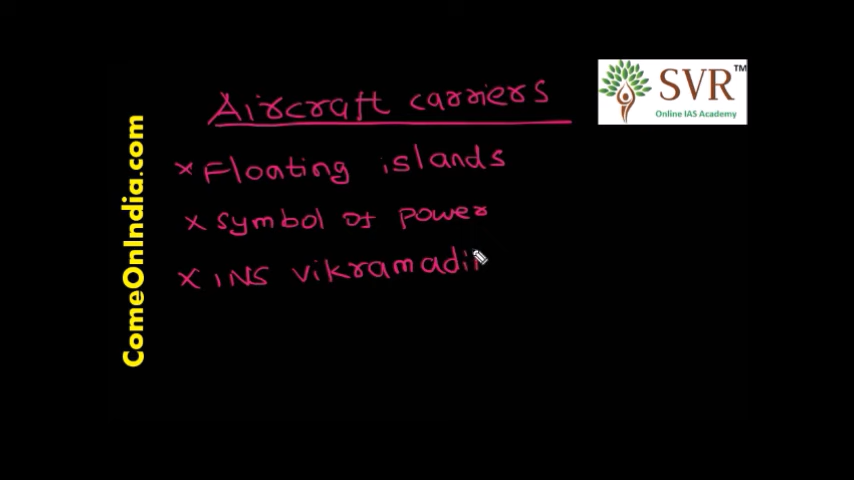 Aircraft carriers
x Floating islands
x symbol of power
x INS vikramadi
ComeOnIndia.com
SVR TM
Online IAS Academy